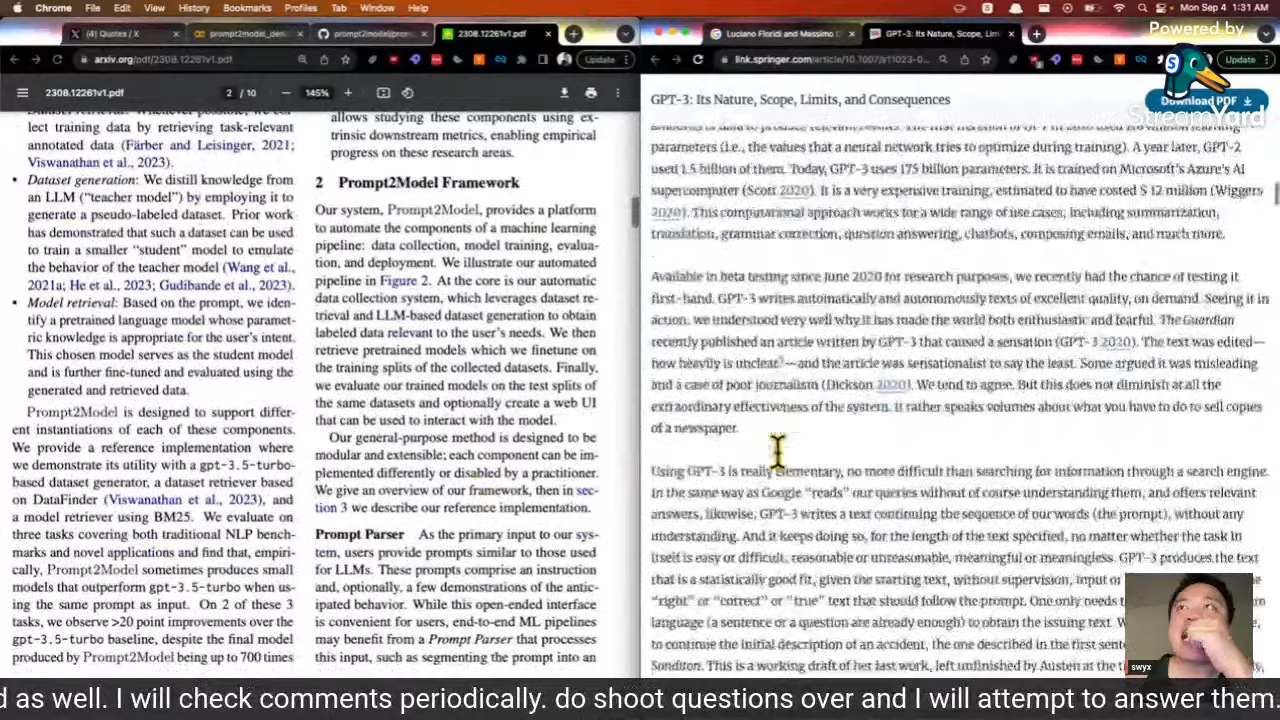 Chrome File Edit View History Bookmarks Profiles Tab Window Help
Mon Sep 4 1:31 AM
(4) Quotes / X
prompt2model_dem
prompt2model/pron
2308.12261v1.pdf
arxiv.org/pdf/2308.12261v1.pdf
Update
2308.12261v1.pdf
2 / 10
145%
lect training data by retrieving task-relevant
annotated data (Färber and Leisinger, 2021;
Viswanathan et al., 2023).
• Dataset generation: We distill knowledge from
an LLM ("teacher model") by employing it to
generate a pseudo-labeled dataset. Prior work
has demonstrated that such a dataset can be used
to train a smaller "student" model to emulate
the behavior of the teacher model (Wang et al.,
2021a; He et al., 2023; Gudibande et al., 2023).
• Model retrieval: Based on the prompt, we iden-
tify a pretrained language model whose paramet-
ric knowledge is appropriate for the user's intent.
This chosen model serves as the student model
and is further fine-tuned and evaluated using the
generated and retrieved data.
Prompt2Model is designed to support differ-
ent instantiations of each of these components.
We provide a reference implementation where
we demonstrate its utility with a gpt-3.5-turbo-
based dataset generator, a dataset retriever based
on DataFinder (Viswanathan et al., 2023), and
a model retriever using BM25. We evaluate on
three tasks covering both traditional NLP bench-
marks and novel applications and find that, empiri-
cally, Prompt2Model sometimes produces small
models that outperform gpt-3.5-turbo when us-
ing the same prompt as input. On 2 of these 3
tasks, we observe >20 point improvements over the
gpt-3.5-turbo baseline, despite the final model
produced by Prompt2Model being up to 700 times
allows studying these components using ex-
trinsic downstream metrics, enabling empirical
progress on these research areas.
2 Prompt2Model Framework
Our system, Prompt2Model, provides a platform
to automate the components of a machine learning
pipeline: data collection, model training, evalua-
tion, and deployment. We illustrate our automated
pipeline in Figure 2. At the core is our automatic
data collection system, which leverages dataset re-
trieval and LLM-based dataset generation to obtain
labeled data relevant to the user's needs. We then
retrieve pretrained models which we finetune on
the training splits of the collected datasets. Finally,
we evaluate our trained models on the test splits of
the same datasets and optionally create a web UI
that can be used to interact with the model.
Our general-purpose method is designed to be
modular and extensible; each component can be im-
plemented differently or disabled by a practitioner.
We give an overview of our framework, then in sec-
tion 3 we describe our reference implementation.
Prompt Parser As the primary input to our sys-
tem, users provide prompts similar to those used
for LLMs. These prompts comprise an instruction
and, optionally, a few demonstrations of the antic-
ipated behavior. While this open-ended interface
is convenient for users, end-to-end ML pipelines
may benefit from a Prompt Parser that processes
this input, such as segmenting the prompt into an
Luciano Floridi and Massimo C
GPT-3: Its Nature, Scope, Lim
link.springer.com/article/10.1007/s11023-0...
Update
GPT-3: Its Nature, Scope, Limits, and Consequences
Download PDF
parameters (i.e., the values that a neural network tries to optimize during training). A year later, GPT-2
used 1.5 billion of them. Today, GPT-3 uses 175 billion parameters. It is trained on Microsoft's Azure's AI
supercomputer (Scott 2020). It is a very expensive training, estimated to have costed $ 12 million (Wiggers
2020). This computational approach works for a wide range of use cases, including summarization,
translation, grammar correction, question answering, chatbots, composing emails, and much more.
Available in beta testing since June 2020 for research purposes, we recently had the chance of testing it
first-hand. GPT-3 writes automatically and autonomously texts of excellent quality, on demand. Seeing it in
action, we understood very well why it has made the world both enthusiastic and fearful. The Guardian
recently published an article written by GPT-3 that caused a sensation (GPT-3 2020). The text was edited—
how heavily is unclear—and the article was sensationalist to say the least. Some argued it was misleading
and a case of poor journalism (Dickson 2020). We tend to agree. But this does not diminish at all the
extraordinary effectiveness of the system. It rather speaks volumes about what you have to do to sell copies
of a newspaper.
Using GPT-3 is really elementary, no more difficult than searching for information through a search engine.
In the same way as Google "reads" our queries without of course understanding them, and offers relevant
answers, likewise, GPT-3 writes a text continuing the sequence of our words (the prompt), without any
understanding. And it keeps doing so, for the length of the text specified, no matter whether the task in
itself is easy or difficult, reasonable or unreasonable, meaningful or meaningless. GPT-3 produces the text
that is a statistically good fit, given the starting text, without supervision, input or
"right" or "correct" or "true" text that should follow the prompt. One only needs
language (a sentence or a question are already enough) to obtain the issuing text.
to continue the initial description of an accident, the one described in the first sen
Sanditon. This is a working draft of her last work, left unfinished by Austen at the
Powered by
StreamYard
swyx
d as well. I will check comments periodically. do shoot questions over and I will attempt to answer them.